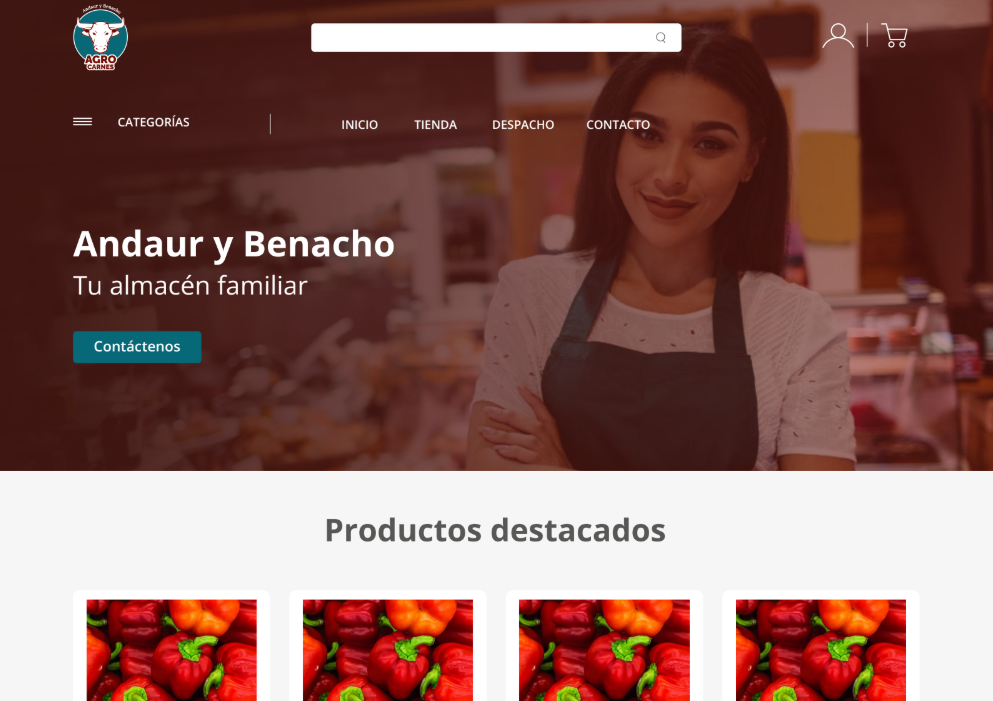 Andaur y Benacho
AGRO
CARNES
CATEGORÍAS
INICIO TIENDA DESPACHO CONTACTO
Andaur y Benacho
Tu almacén familiar
Contáctenos
Productos destacados